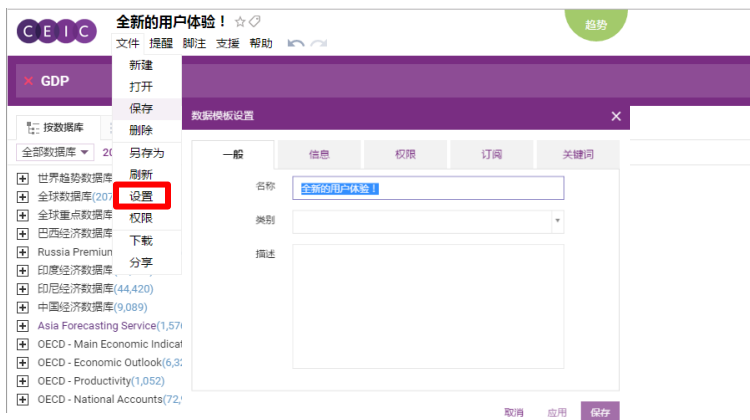 CEIC
全新的用户体验！
文件 提醒 脚注 支援 帮助
趋势
GDP
新建
打开
保存
删除
另存为
刷新
设置
权限
下载
分享
按数据库
全部数据库
世界趋势数据库
全球数据库(207
全球重点数据库
巴西经济数据库
Russia Premium
印度经济数据库
印尼经济数据库(44,420)
中国经济数据库(9,089)
Asia Forecasting Service(1,57
OECD - Main Economic Indicat
OECD - Economic Outlook(6,3
OECD - Productivity(1,052)
OECD - National Accounts(72,
数据模板设置
一般 信息 权限 订阅 关键词
名称 全新的用户体验！
类别
描述
取消 应用 保存